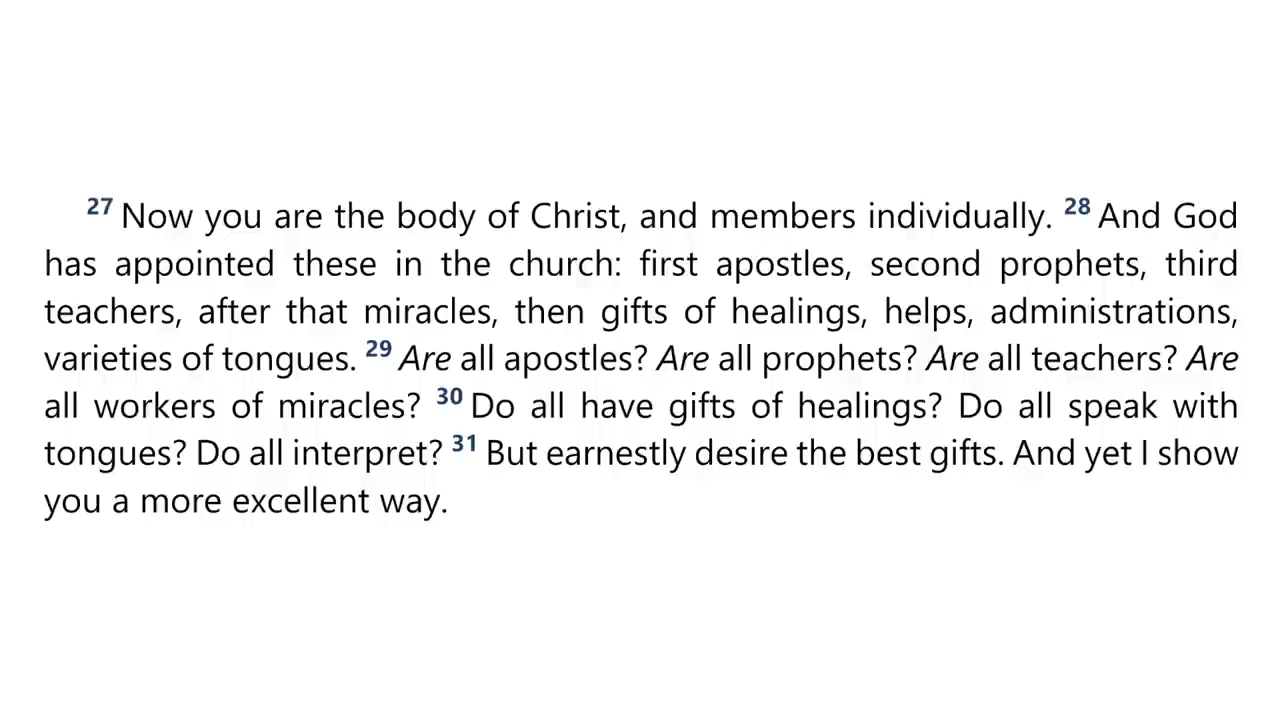 27 Now you are the body of Christ, and members individually. 28 And God
has appointed these in the church: first apostles, second prophets, third
teachers, after that miracles, then gifts of healings, helps, administrations,
varieties of tongues. 29 Are all apostles? Are all prophets? Are all teachers? Are
all workers of miracles? 30 Do all have gifts of healings? Do all speak with
tongues? Do all interpret? 31 But earnestly desire the best gifts. And yet I show
you a more excellent way.